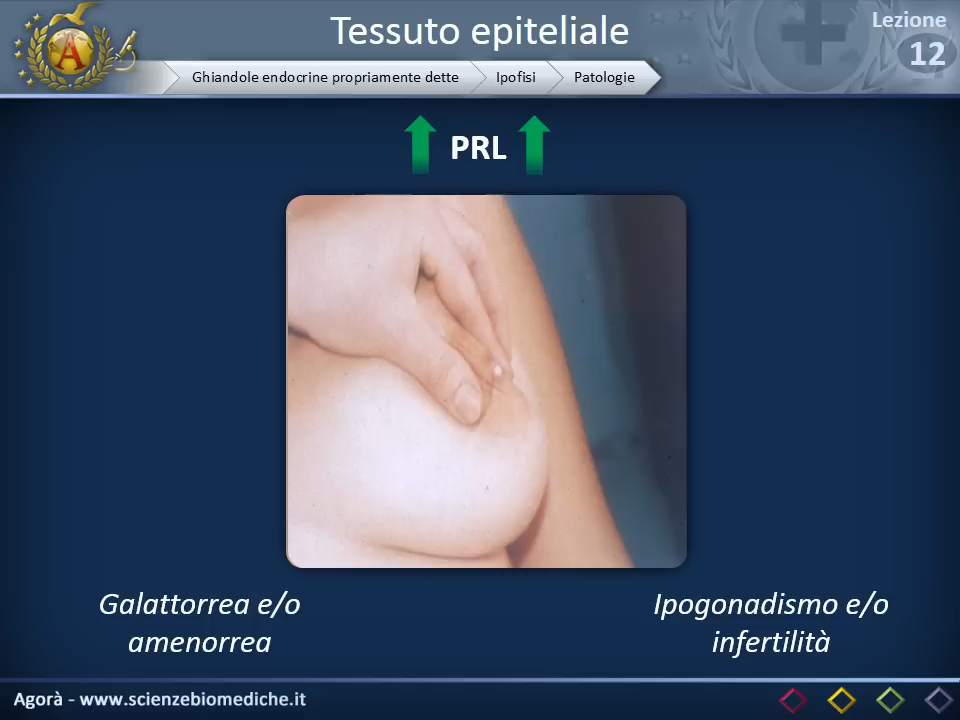 Tessuto epiteliale
Lezione
12
Ghiandole endocrine propriamente dette
Ipofisi
Patologie
A
PRL
Galattorrea e/o
amenorrea
Ipogonadismo e/o
infertilità
Agorà - www.scienzebiomediche.it